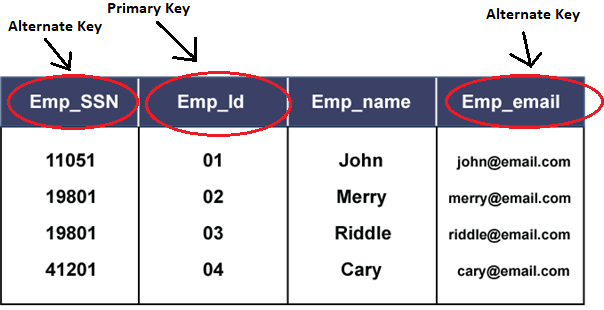 Primary Key
Alternate Key
Alternate Key
Emp_SSN Emp_Id Emp_name Emp_email
11051 01 John john@email.com
19801 02 Merry merry@email.com
19801 03 Riddle riddle@email.com
41201 04 Cary cary@email.com